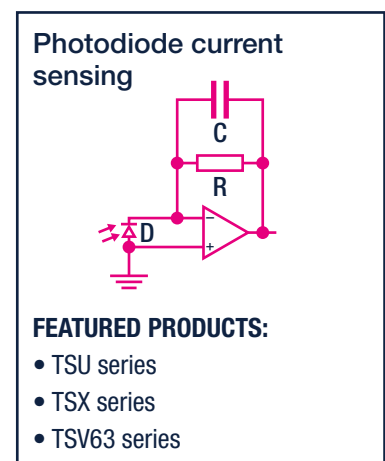 Photodiode current
sensing
C
R
D
−
+
FEATURED PRODUCTS:
• TSU series
• TSX series
• TSV63 series